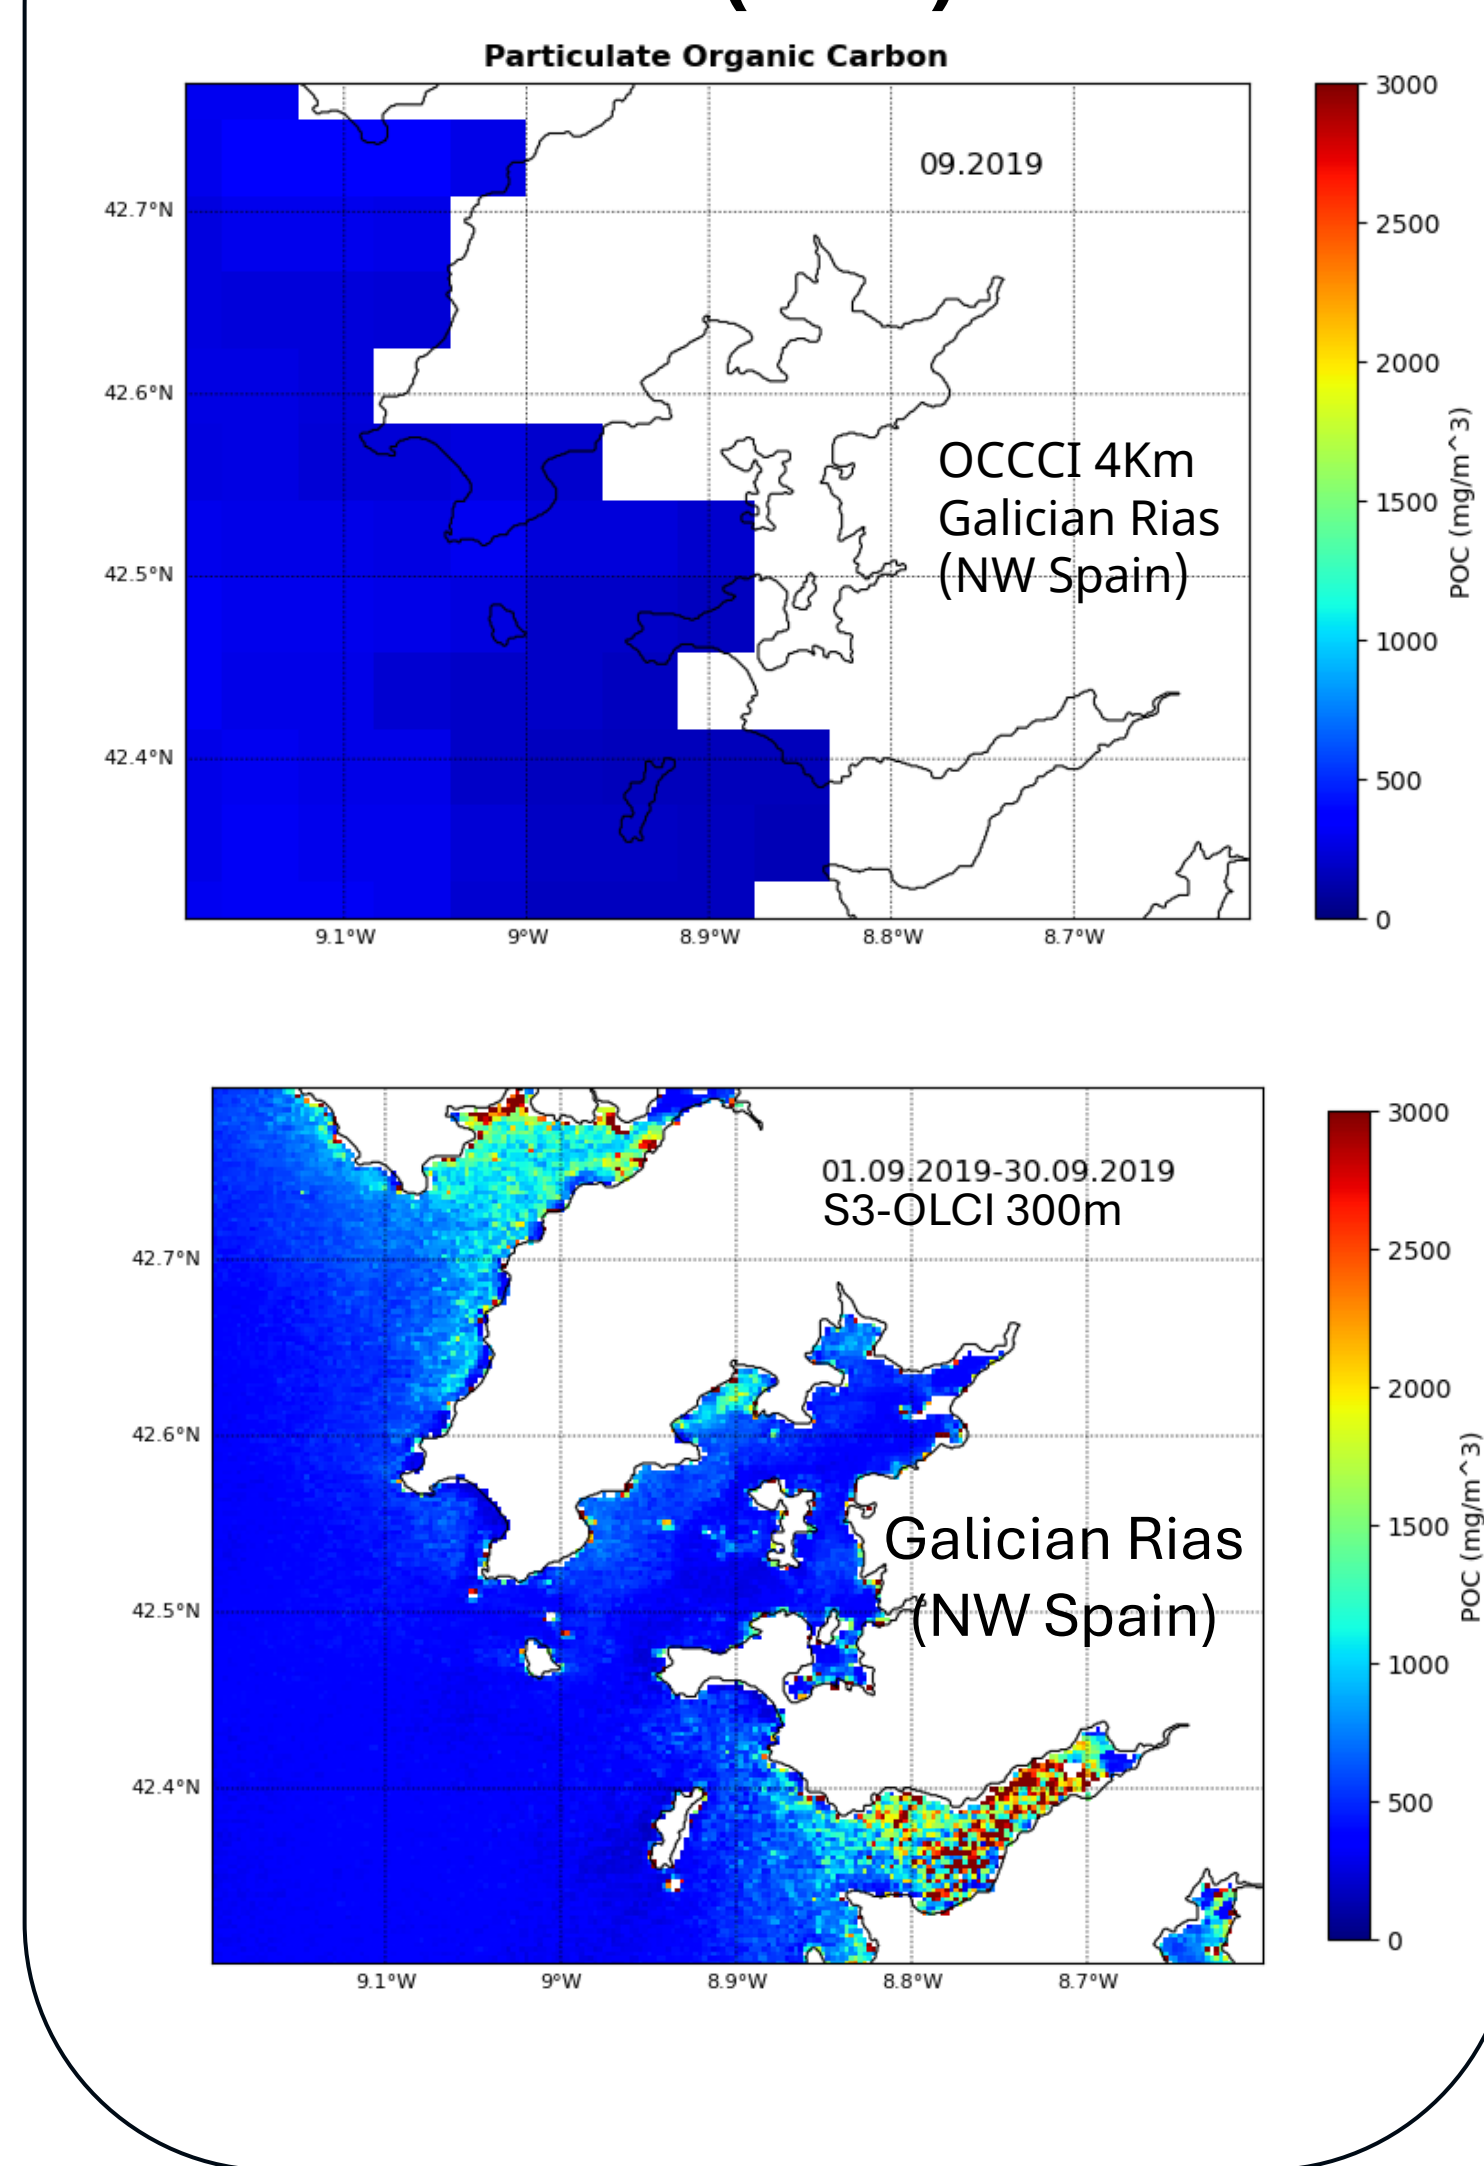 Particulate Organic Carbon
09.2019
42.7°N
42.6°N
42.5°N
42.4°N
OCCCI 4Km
Galician Rias
(NW Spain)
9.1°W 9°W 8.9°W 8.8°W 8.7°W
3000
2500
2000
1500
1000
500
0
POC (mg/m^3)
01.09.2019-30.09.2019
S3-OLCI 300m
42.7°N
42.6°N
42.5°N
42.4°N
Galician Rias
(NW Spain)
9.1°W 9°W 8.9°W 8.8°W 8.7°W
3000
2500
2000
1500
1000
500
0
POC (mg/m^3)